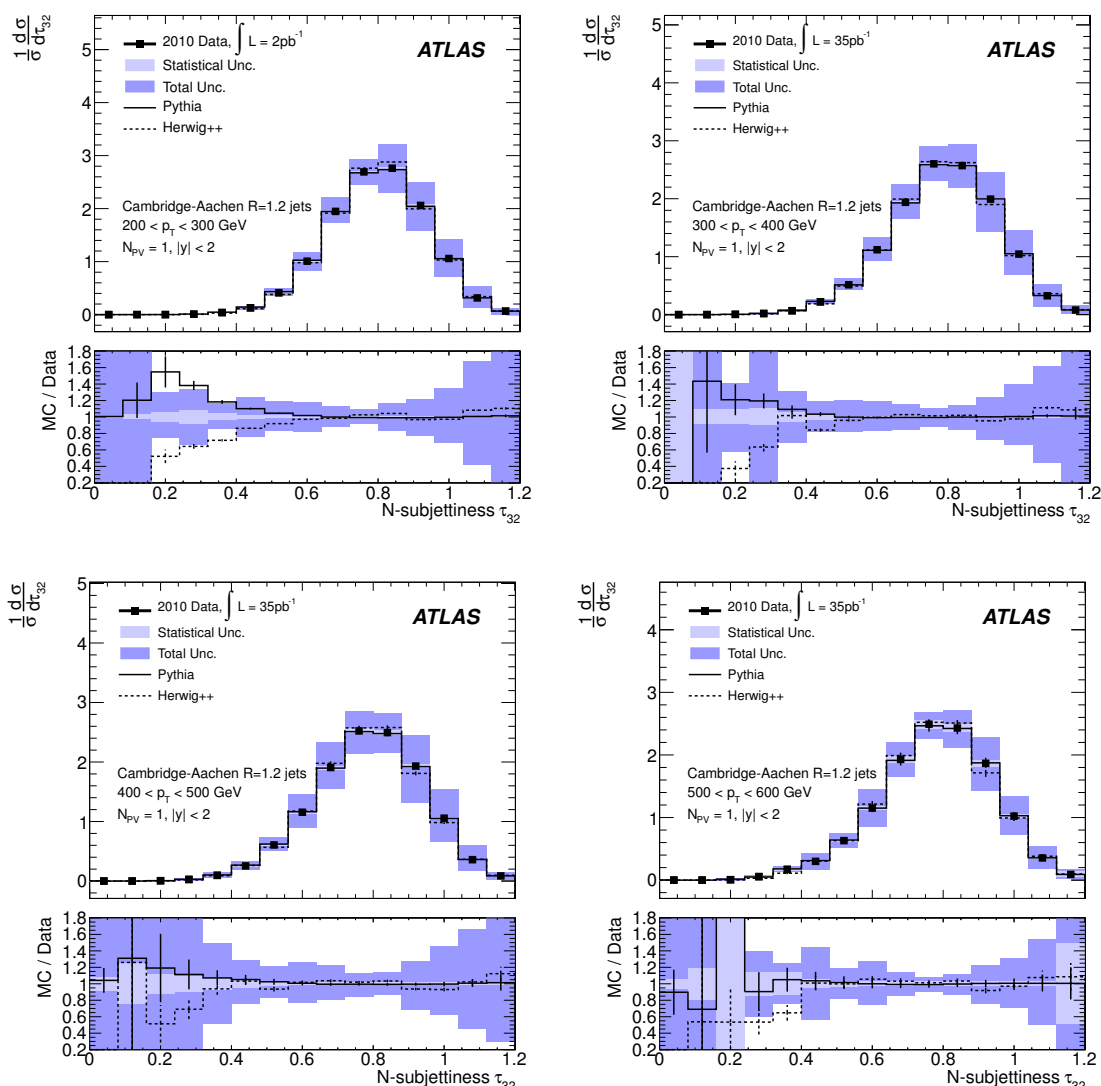 1/σ dσ/dτ32
5
4
3
2
1
0
2010 Data, ∫ L = 2pb-1
Statistical Unc.
Total Unc.
Pythia
Herwig++
ATLAS
Cambridge-Aachen R=1.2 jets
200 < pT < 300 GeV
NPV = 1, |y| < 2
MC / Data
1.8
1.6
1.4
1.2
1
0.8
0.6
0.4
0.2
0 0.2 0.4 0.6 0.8 1 1.2
N-subjettiness τ32
1/σ dσ/dτ32
5
4
3
2
1
0
2010 Data, ∫ L = 35pb-1
Statistical Unc.
Total Unc.
Pythia
Herwig++
ATLAS
Cambridge-Aachen R=1.2 jets
300 < pT < 400 GeV
NPV = 1, |y| < 2
MC / Data
1.8
1.6
1.4
1.2
1
0.8
0.6
0.4
0.2
0 0.2 0.4 0.6 0.8 1 1.2
N-subjettiness τ32
1/σ dσ/dτ32
5
4
3
2
1
0
2010 Data, ∫ L = 35pb-1
Statistical Unc.
Total Unc.
Pythia
Herwig++
ATLAS
Cambridge-Aachen R=1.2 jets
400 < pT < 500 GeV
NPV = 1, |y| < 2
MC / Data
1.8
1.6
1.4
1.2
1
0.8
0.6
0.4
0.2
0 0.2 0.4 0.6 0.8 1 1.2
N-subjettiness τ32
1/σ dσ/dτ32
4
3
2
1
0
2010 Data, ∫ L = 35pb-1
Statistical Unc.
Total Unc.
Pythia
Herwig++
ATLAS
Cambridge-Aachen R=1.2 jets
500 < pT < 600 GeV
NPV = 1, |y| < 2
MC / Data
1.8
1.6
1.4
1.2
1
0.8
0.6
0.4
0.2
0 0.2 0.4 0.6 0.8 1 1.2
N-subjettiness τ32